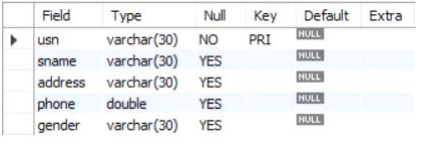 Field Type Null Key Default Extra
usn varchar(30) NO PRI NULL
sname varchar(30) YES NULL
address varchar(30) YES NULL
phone double YES NULL
gender varchar(30) YES NULL